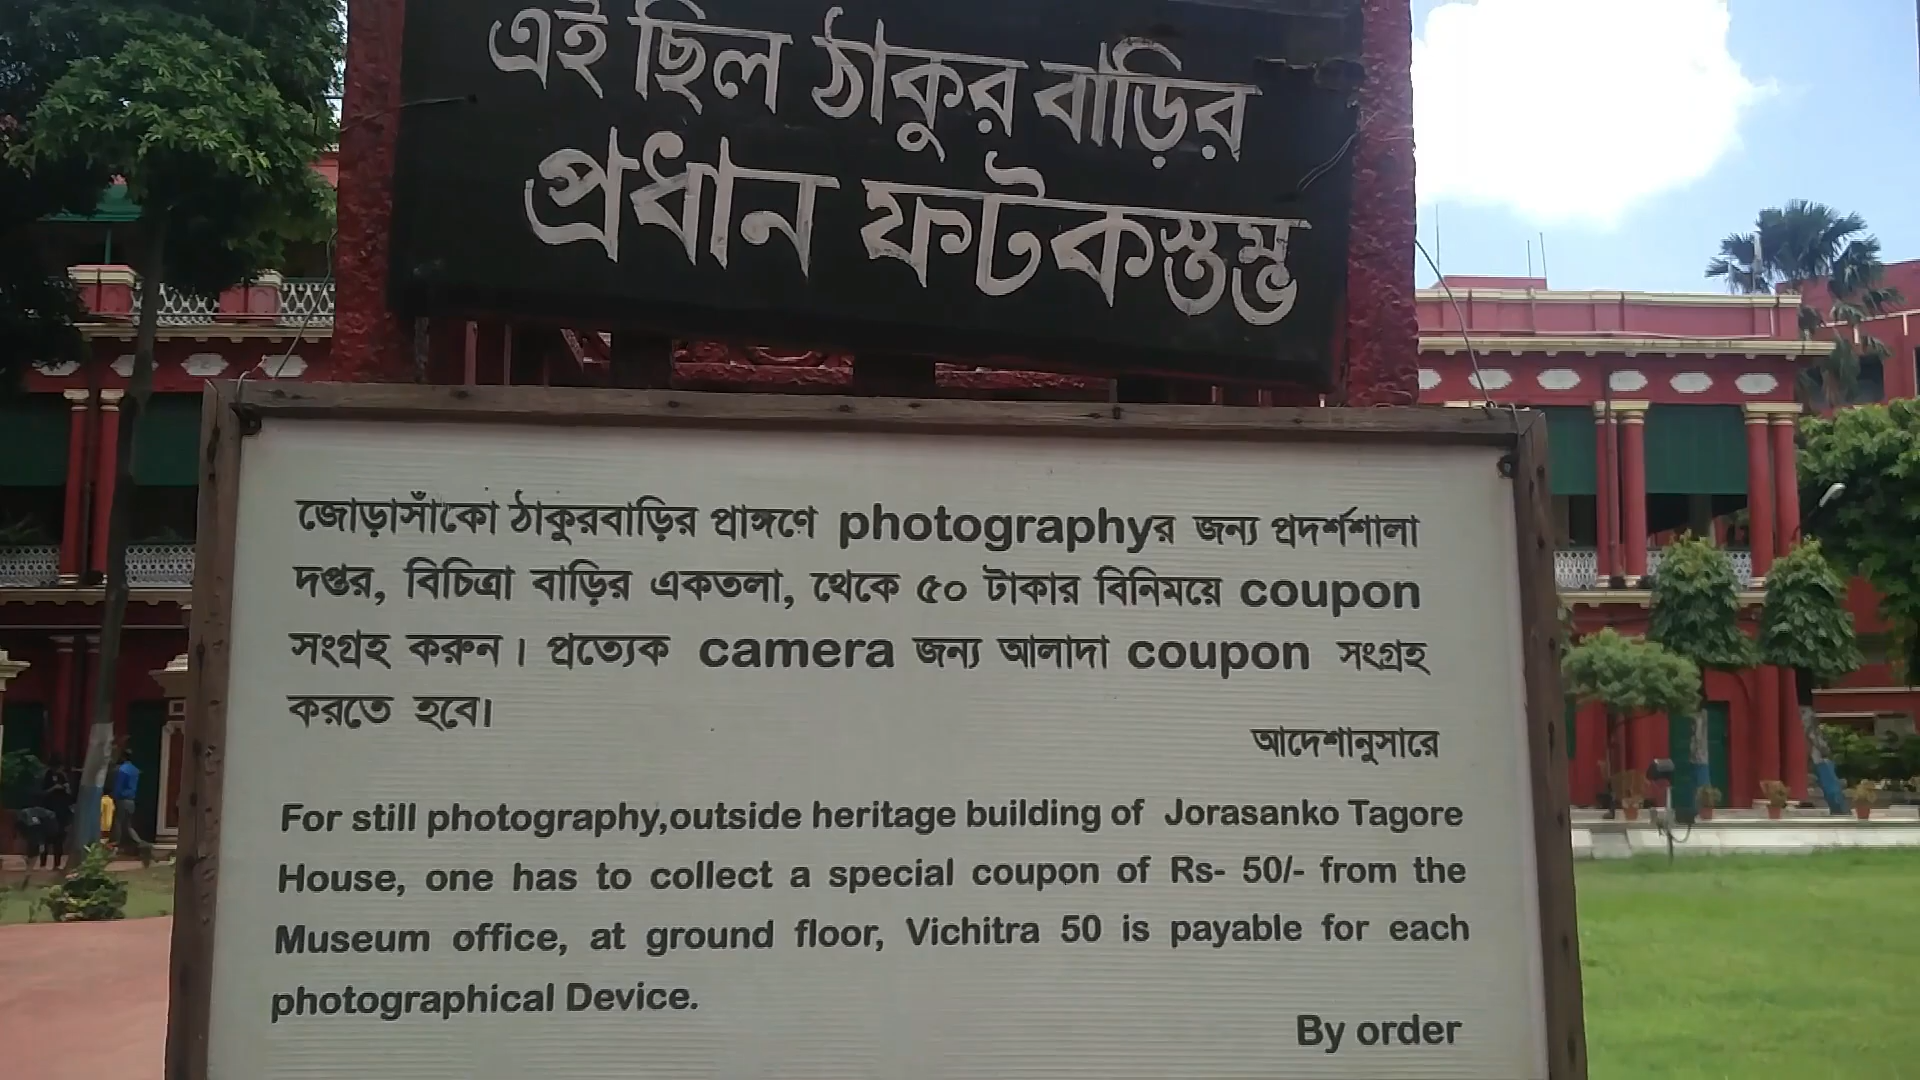 এই ছিল ঠাকুর বাড়ির
প্রধান ফটকস্তম্ভ
জোড়াসাঁকো ঠাকুরবাড়ির প্রাঙ্গণে photographyর জন্য প্রদর্শশালা
দপ্তর, বিচিত্রা বাড়ির একতলা, থেকে ৫০ টাকার বিনিময়ে coupon
সংগ্রহ করুন। প্রত্যেক camera জন্য আলাদা coupon সংগ্রহ
করতে হবে।
আদেশানুসারে
For still photography,outside heritage building of Jorasanko Tagore
House, one has to collect a special coupon of Rs- 50/- from the
Museum office, at ground floor, Vichitra 50 is payable for each
photographical Device.
By order